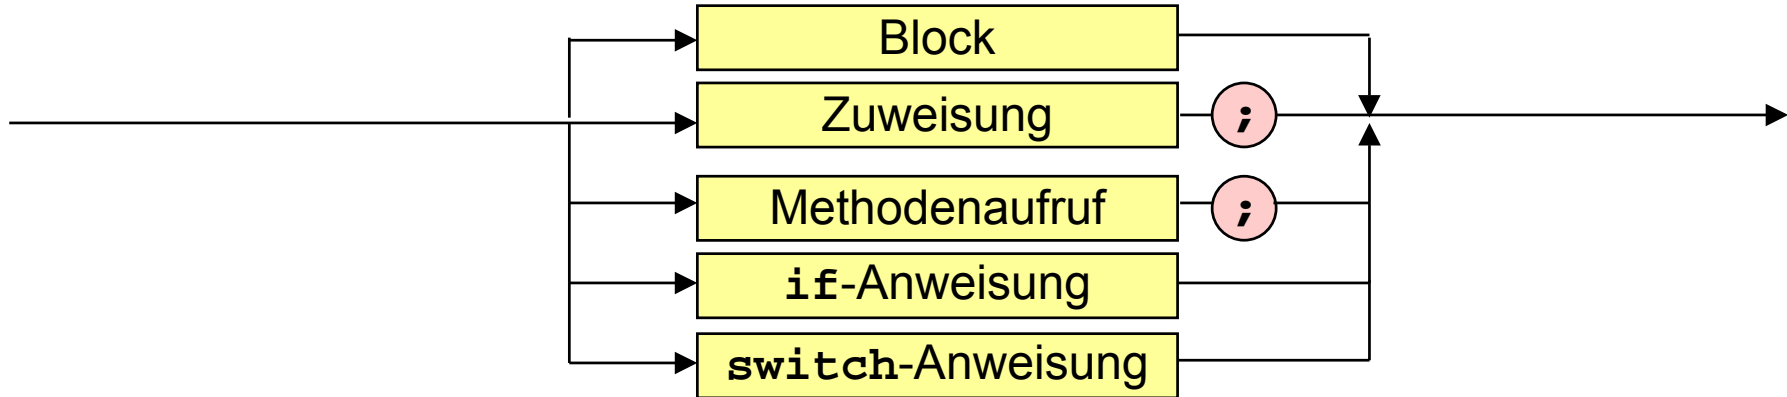 Block
Zuweisung ;
Methodenaufruf ;
if-Anweisung
switch-Anweisung